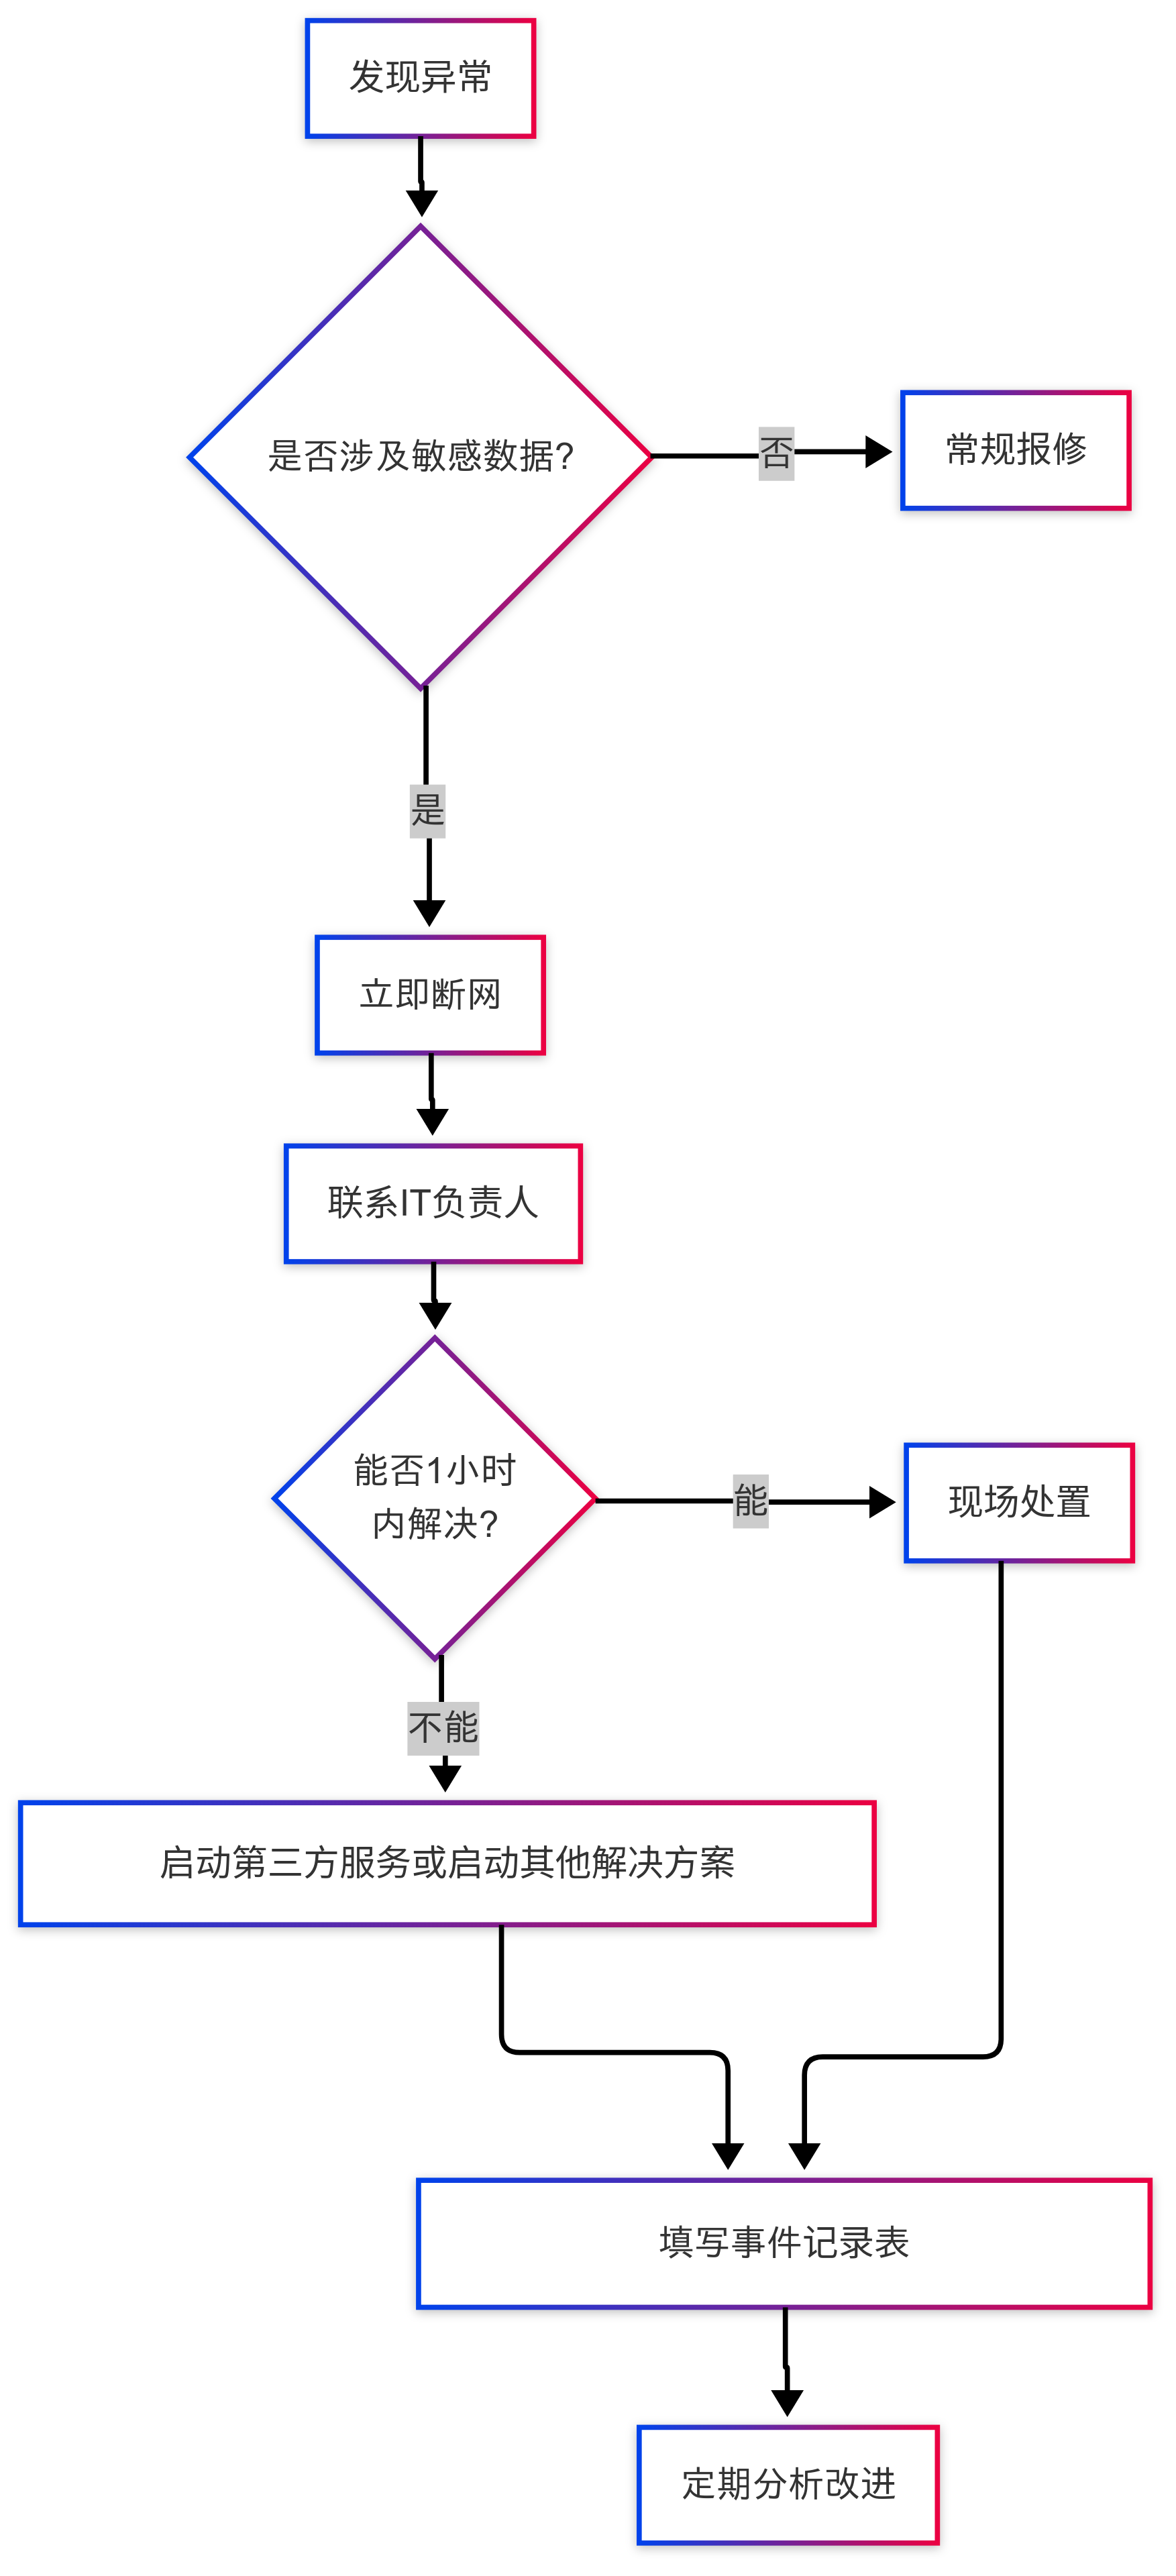 发现异常
是否涉及敏感数据?
否
常规报修
是
立即断网
联系IT负责人
能否1小时
内解决?
能
现场处置
不能
启动第三方服务或启动其他解决方案
填写事件记录表
定期分析改进